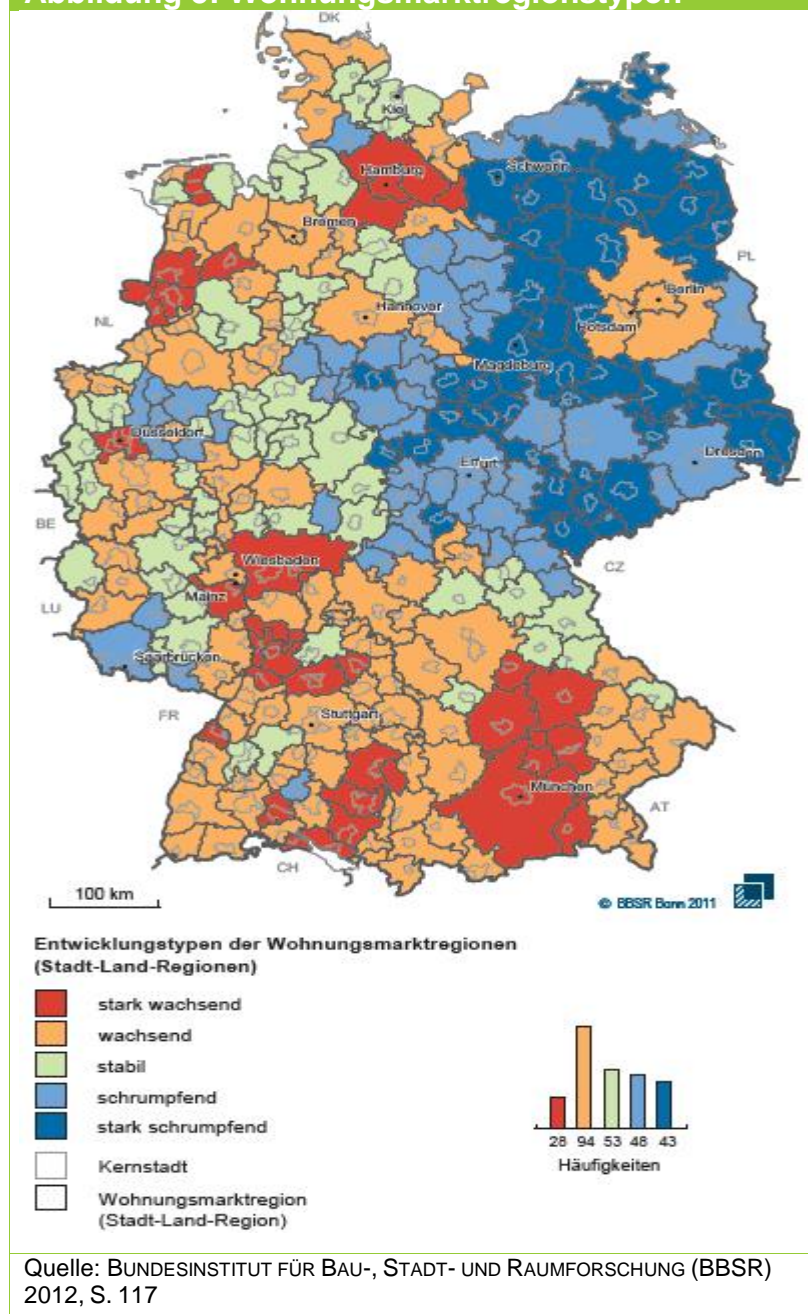 Abbildung 3: Wohnungsmarktregionstypen
DK
Kiel
Hamburg
Schwerin
Bremen
PL
Berlin
NL
Hannover
Potsdam
Magdeburg
Düsseldorf
Erfurt
Dresden
BE
Wiesbaden
CZ
LU
Mainz
Saarbrücken
FR
Stuttgart
München
AT
CH
100 km
© BBSR Bonn 2011
Entwicklungstypen der Wohnungsmarktregionen
(Stadt-Land-Regionen)
stark wachsend
wachsend
stabil
schrumpfend
stark schrumpfend
28 94 53 48 43
Häufigkeiten
Kernstadt
Wohnungsmarktregion
(Stadt-Land-Region)
Quelle: BUNDESINSTITUT FÜR BAU-, STADT- UND RAUMFORSCHUNG (BBSR)
2012, S. 117